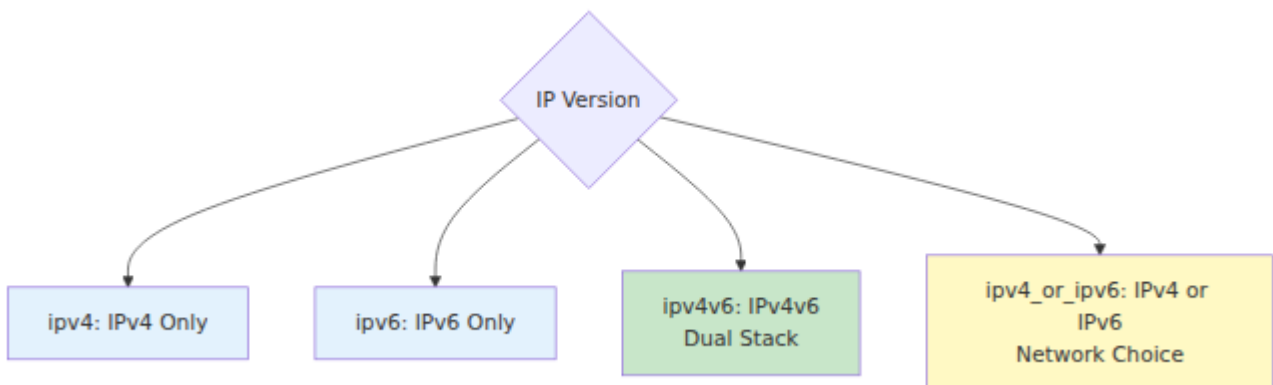 IP Version
ipv4: IPv4 Only
ipv6: IPv6 Only
ipv4v6: IPv4v6
Dual Stack
ipv4_or_ipv6: IPv4 or
IPv6
Network Choice